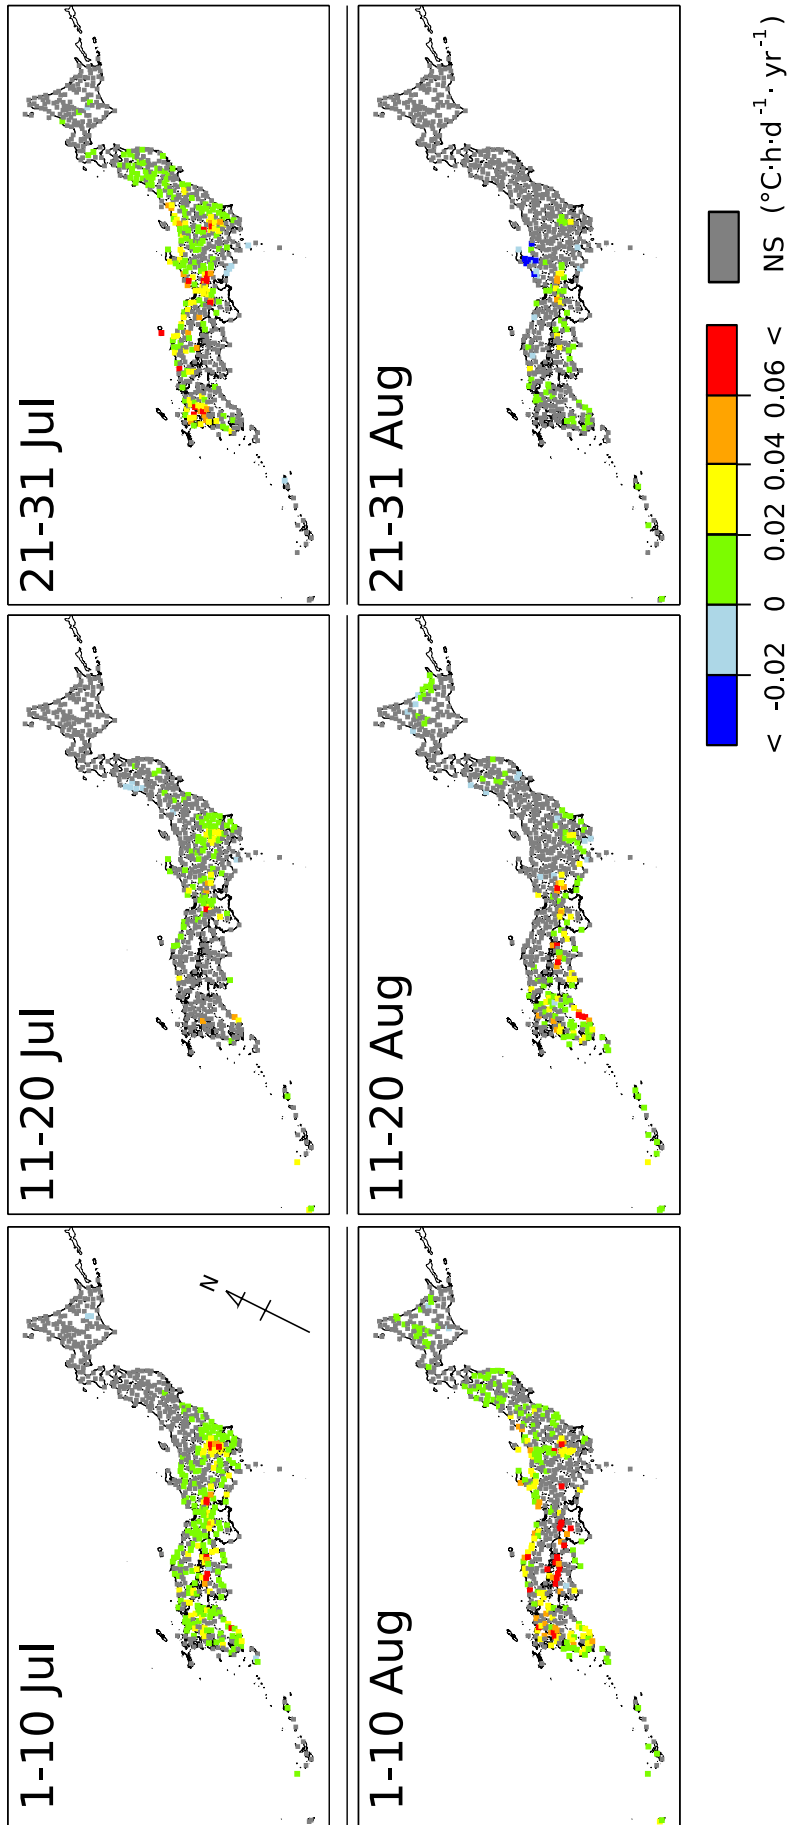 1-10 Jul
11-20 Jul
21-31 Jul
N
1-10 Aug
11-20 Aug
21-31 Aug
< -0.02 0 0.02 0.04 0.06 < NS (°C·h·d⁻¹·yr⁻¹)